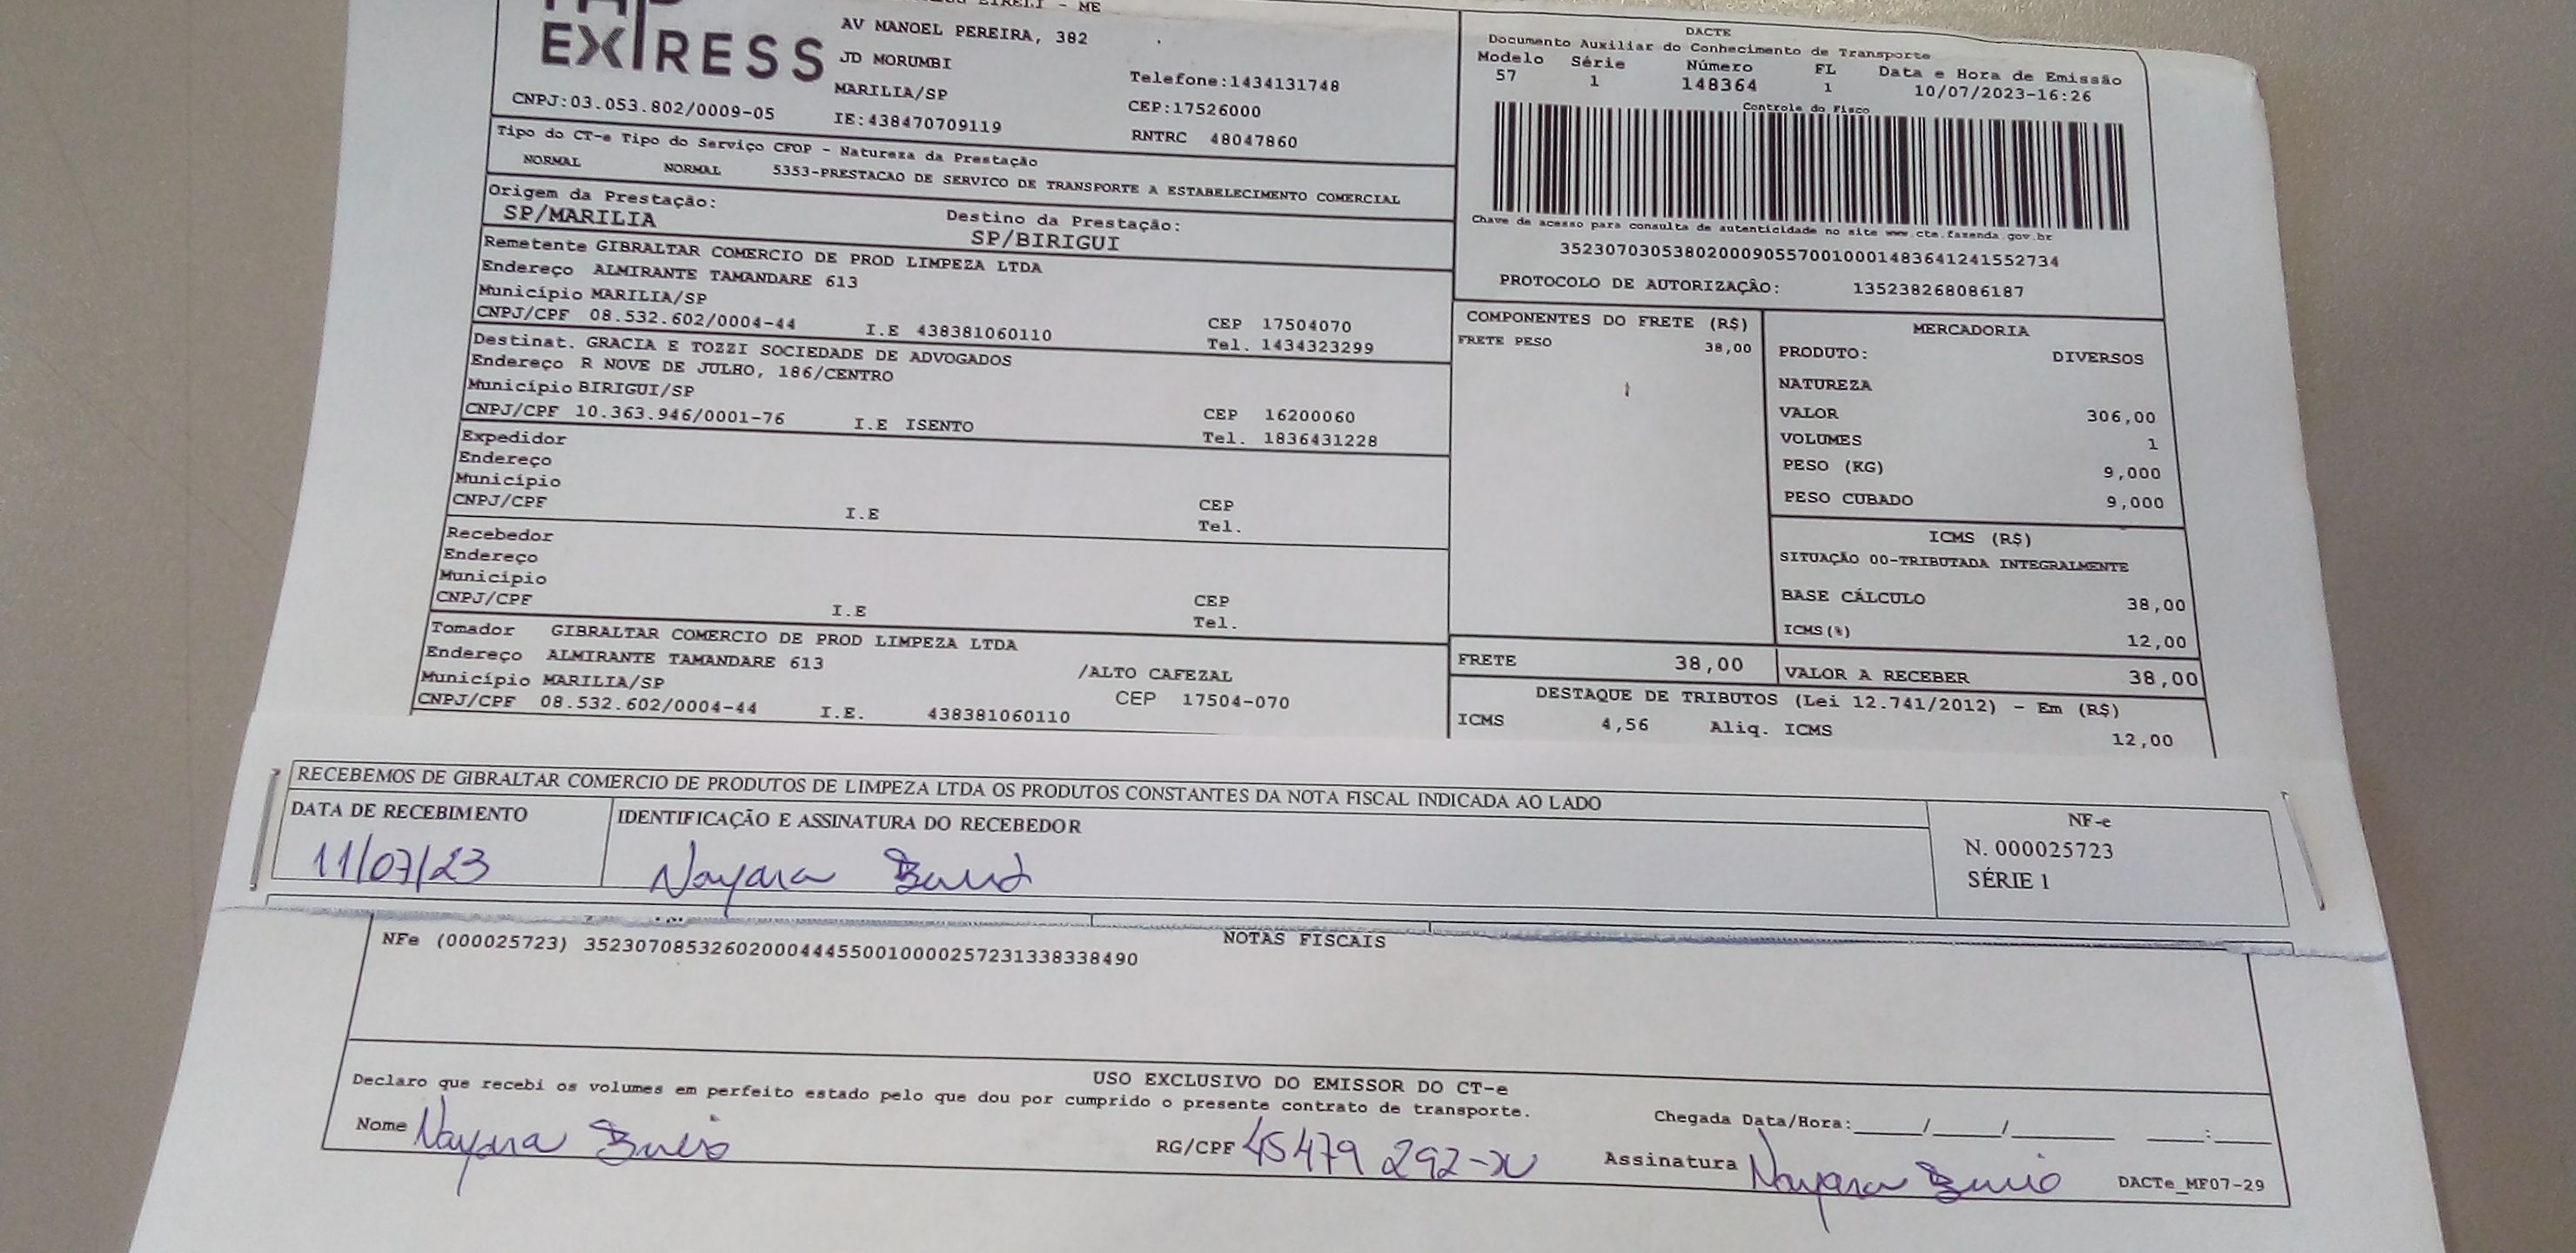 EIRELI - ME
EXPRESS
AV MANOEL PEREIRA, 382
JD MORUMBI
Telefone:1434131748
MARILIA/SP
CEP:17526000
CNPJ:03.053.802/0009-05
IE:438470709119
RNTRC 48047860
Tipo do CT-e Tipo do Serviço CFOP - Natureza da Prestação
NORMAL NORMAL 5353-PRESTACAO DE SERVICO DE TRANSPORTE A ESTABELECIMENTO COMERCIAL
Origem da Prestação: Destino da Prestação:
SP/MARILIA SP/BIRIGUI
Remetente GIBRALTAR COMERCIO DE PROD LIMPEZA LTDA
Endereço ALMIRANTE TAMANDARE 613
Município MARILIA/SP CEP 17504070
CNPJ/CPF 08.532.602/0004-44 I.E 438381060110 Tel. 1434323299
Destinat. GRACIA E TOZZI SOCIEDADE DE ADVOGADOS
Endereço R NOVE DE JULHO, 186/CENTRO
Município BIRIGUI/SP CEP 16200060
CNPJ/CPF 10.363.946/0001-76 I.E ISENTO Tel. 1836431228
Expedidor
Endereço
Município CEP
CNPJ/CPF I.E Tel.
Recebedor
Endereço
Município CEP
CNPJ/CPF I.E Tel.
Tomador GIBRALTAR COMERCIO DE PROD LIMPEZA LTDA
Endereço ALMIRANTE TAMANDARE 613 /ALTO CAFEZAL
Município MARILIA/SP CEP 17504-070
CNPJ/CPF 08.532.602/0004-44 I.E. 438381060110
DACTE
Documento Auxiliar do Conhecimento de Transporte
Modelo Série Número FL Data e Hora de Emissão
57 1 148364 1 10/07/2023-16:26
Controle do Fisco
Chave de acesso para consulta de autenticidade no site www.cte.fazenda.gov.br
35230703053802000905570010001483641241552734
PROTOCOLO DE AUTORIZAÇÃO: 135238268086187
COMPONENTES DO FRETE (R$)
FRETE PESO 38,00
MERCADORIA
PRODUTO: DIVERSOS
NATUREZA
VALOR 306,00
VOLUMES 1
PESO (KG) 9,000
PESO CUBADO 9,000
ICMS (R$)
SITUAÇÃO 00-TRIBUTADA INTEGRALMENTE
BASE CÁLCULO 38,00
ICMS(%) 12,00
FRETE 38,00 VALOR A RECEBER 38,00
DESTAQUE DE TRIBUTOS (Lei 12.741/2012) - Em (R$)
ICMS 4,56 Aliq. ICMS 12,00
RECEBEMOS DE GIBRALTAR COMERCIO DE PRODUTOS DE LIMPEZA LTDA OS PRODUTOS CONSTANTES DA NOTA FISCAL INDICADA AO LADO
DATA DE RECEBIMENTO IDENTIFICAÇÃO E ASSINATURA DO RECEBEDOR
11/07/23 Nayara
NF-e
N. 000025723
SÉRIE 1
NOTAS FISCAIS
NFe (000025723) 35230708532602000444550010000257231338338490
USO EXCLUSIVO DO EMISSOR DO CT-e
Declaro que recebi os volumes em perfeito estado pelo que dou por cumprido o presente contrato de transporte.
Chegada Data/Hora:____/____/______ ___:___
Nome Nayara RG/CPF 45479 292-X Assinatura Nayara
DACTe_MF07-29